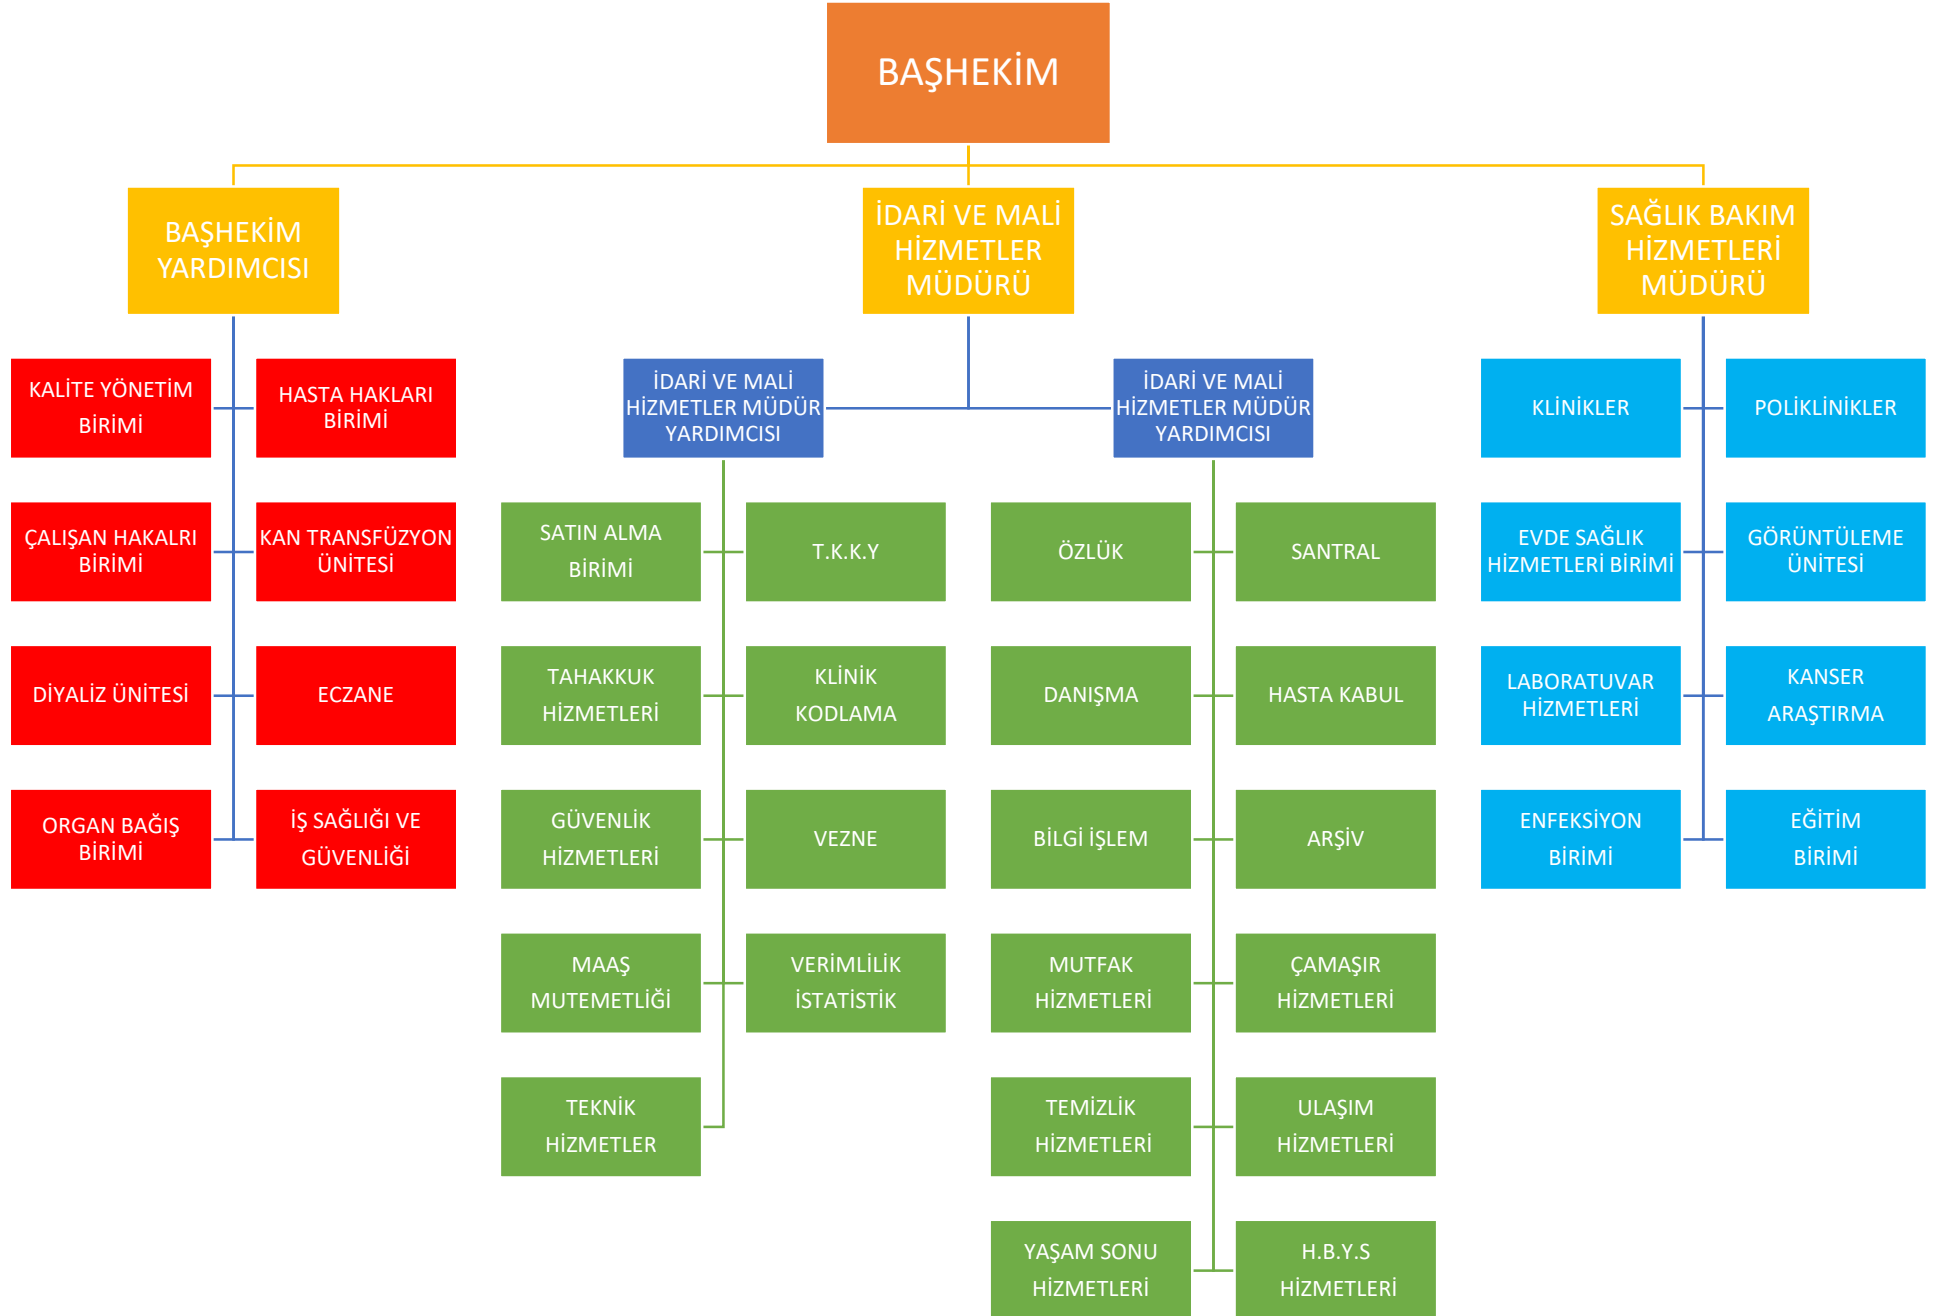 BAŞHEKİM
BAŞHEKİM
YARDIMCISI
İDARİ VE MALİ
HİZMETLER
MÜDÜRÜ
SAĞLIK BAKIM
HİZMETLERİ
MÜDÜRÜ
KALİTE YÖNETİM
BİRİMİ
HASTA HAKLARI
BİRİMİ
İDARİ VE MALİ
HİZMETLER MÜDÜR
YARDIMCISI
İDARİ VE MALİ
HİZMETLER MÜDÜR
YARDIMCISI
KLİNİKLER
POLİKLİNİKLER
ÇALIŞAN HAKALRI
BİRİMİ
KAN TRANSFÜZYON
ÜNİTESİ
SATIN ALMA
BİRİMİ
T.K.K.Y
ÖZLÜK
SANTRAL
EVDE SAĞLIK
HİZMETLERİ BİRİMİ
GÖRÜNTÜLEME
ÜNİTESİ
DİYALİZ ÜNİTESİ
ECZANE
TAHAKKUK
HİZMETLERİ
KLİNİK
KODLAMA
DANIŞMA
HASTA KABUL
LABORATUVAR
HİZMETLERİ
KANSER
ARAŞTIRMA
ORGAN BAĞIŞ
BİRİMİ
İŞ SAĞLIĞI VE
GÜVENLİĞİ
GÜVENLİK
HİZMETLERİ
VEZNE
BİLGİ İŞLEM
ARŞİV
ENFEKSİYON
BİRİMİ
EĞİTİM
BİRİMİ
MAAŞ
MUTEMETLİĞİ
VERİMLİLİK
İSTATİSTİK
MUTFAK
HİZMETLERİ
ÇAMAŞIR
HİZMETLERİ
TEKNİK
HİZMETLER
TEMİZLİK
HİZMETLERİ
ULAŞIM
HİZMETLERİ
YAŞAM SONU
HİZMETLERİ
H.B.Y.S
HİZMETLERİ